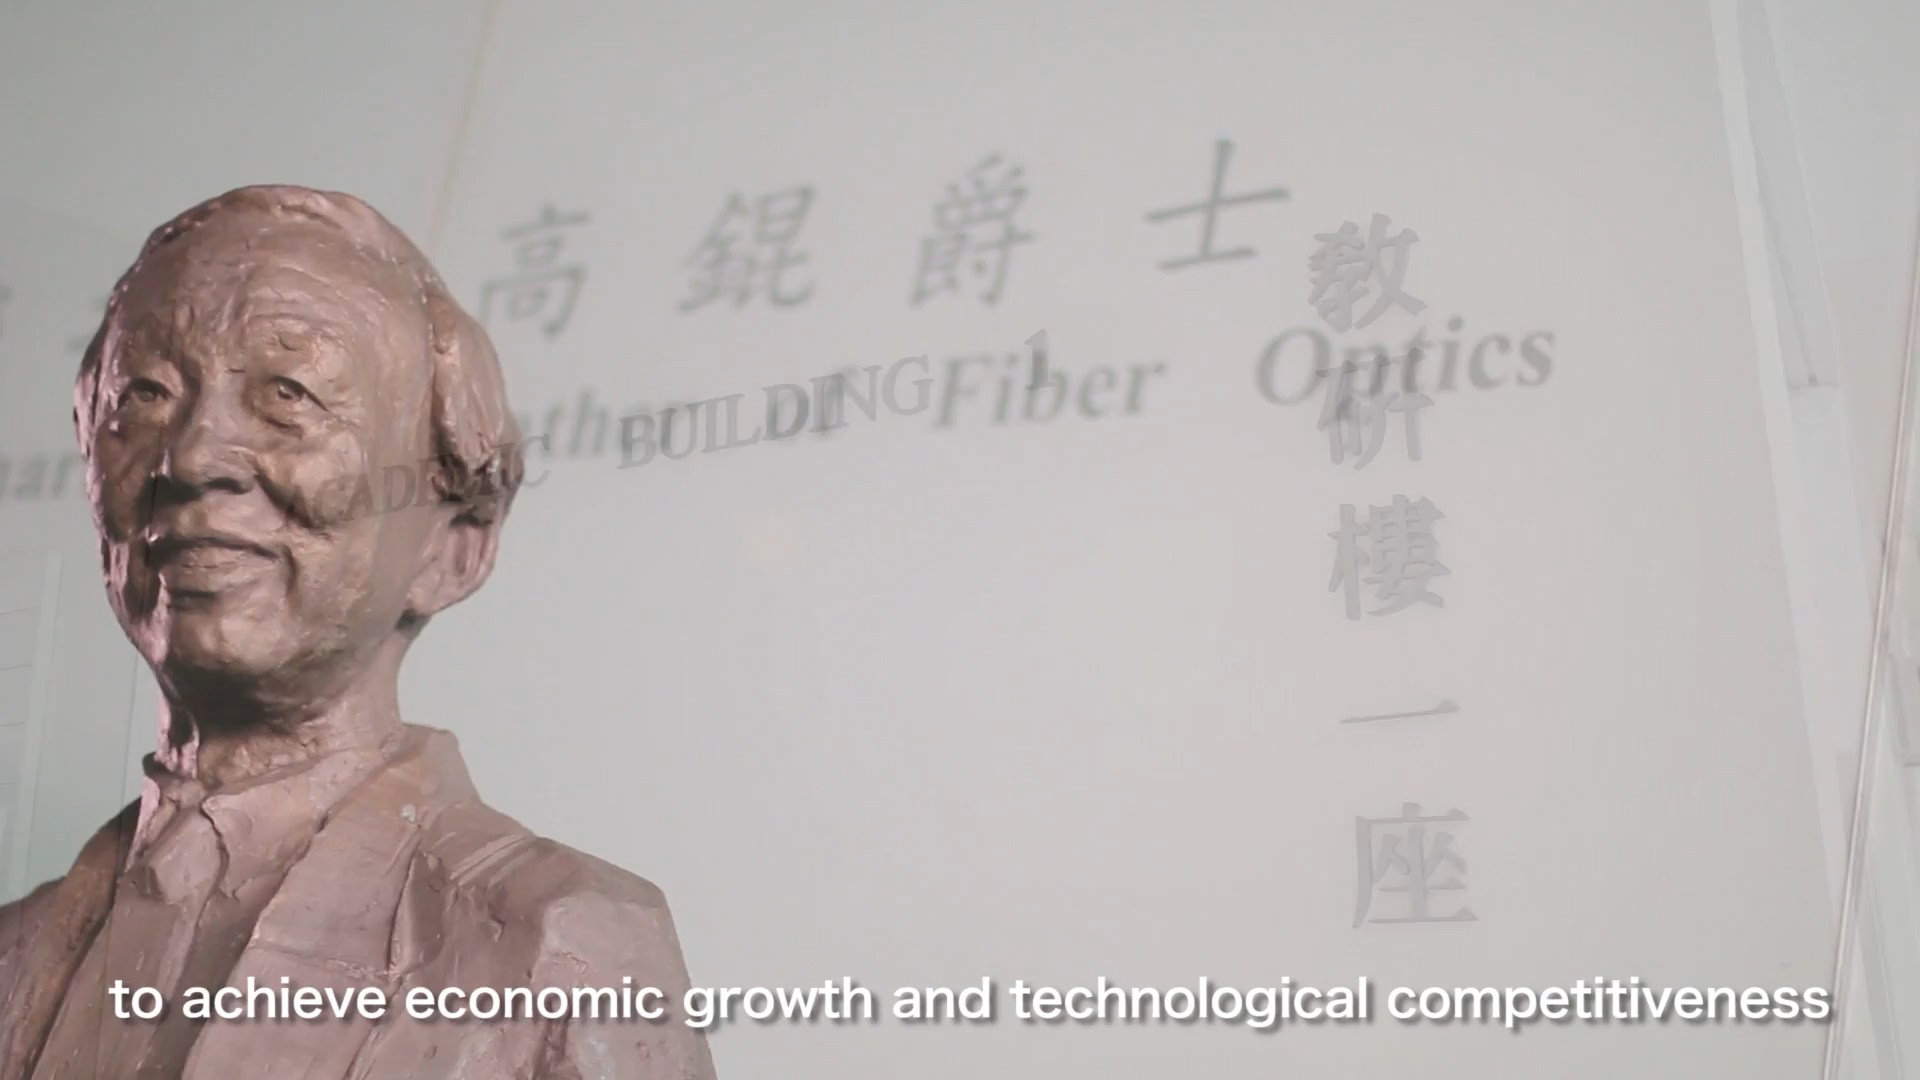 高錕爵士
Fiber Optics
BUILDING 1
教研樓一座
to achieve economic growth and technological competitiveness